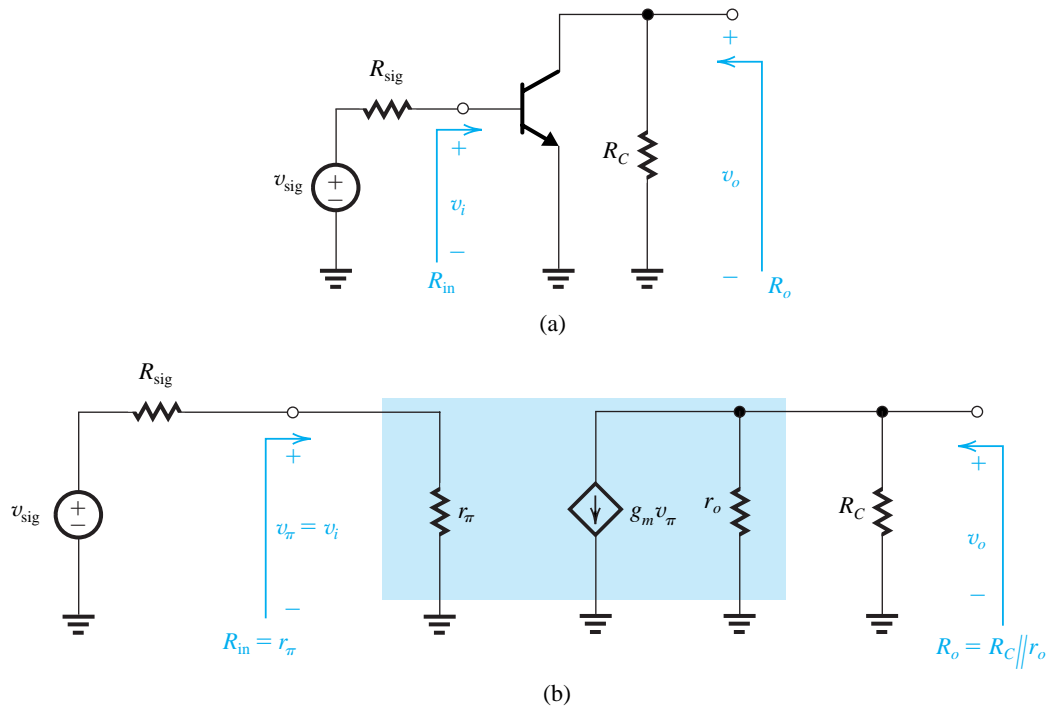 R_sig
v_sig
+
−
+
v_i
−
R_in
R_C
+
v_o
−
R_o
(a)
R_sig
v_sig
+
−
+
v_π = v_i
−
R_in = r_π
r_π
g_m v_π
r_o
R_C
+
v_o
−
R_o = R_C || r_o
(b)